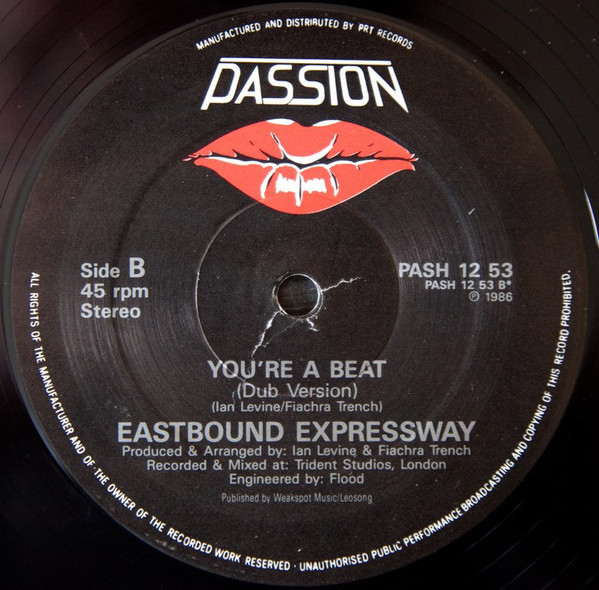 MANUFACTURED AND DISTRIBUTED BY PRT RECORDS
PASSION
Side B
45 rpm
Stereo
PASH 12 53
PASH 12 53 B*
℗ 1986
YOU'RE A BEAT
(Dub Version)
(Ian Levine/Fiachra Trench)
EASTBOUND EXPRESSWAY
Produced & Arranged by: Ian Levine & Fiachra Trench
Recorded & Mixed at: Trident Studios, London
Engineered by: Flood
Published by Weakspot Music/Leosong
ALL RIGHTS OF THE MANUFACTURER AND OF THE OWNER OF THE RECORDED WORK RESERVED · UNAUTHORISED PUBLIC PERFORMANCE BROADCASTING AND COPYING OF THIS RECORD PROHIBITED.